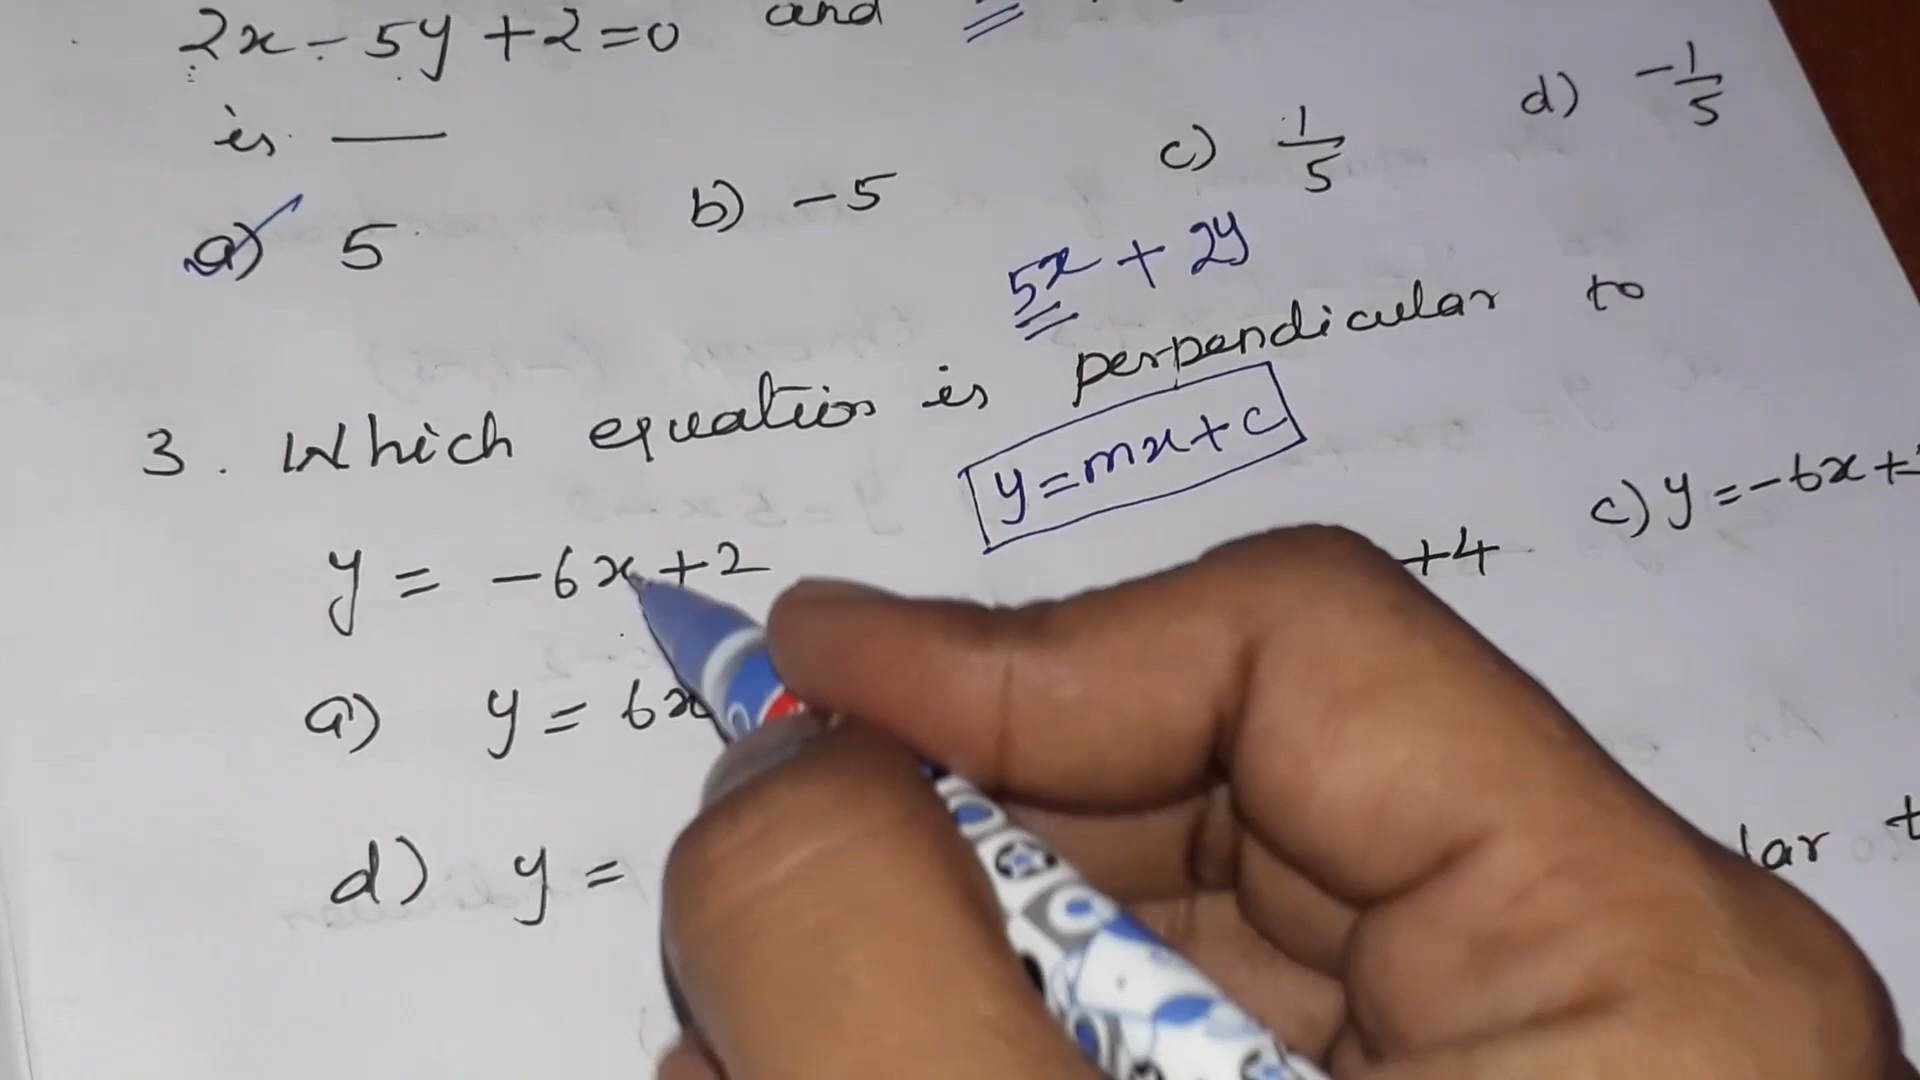 2x - 5y + 2 = 0 and
is —
a) 5 b) -5 c) 1/5 d) -1/5
5x + 2y
3. Which equation is perpendicular to
y = mx + c
y = -6x + 2
+4 c) y = -6x +
a) y = 6x
d) y =
lar t